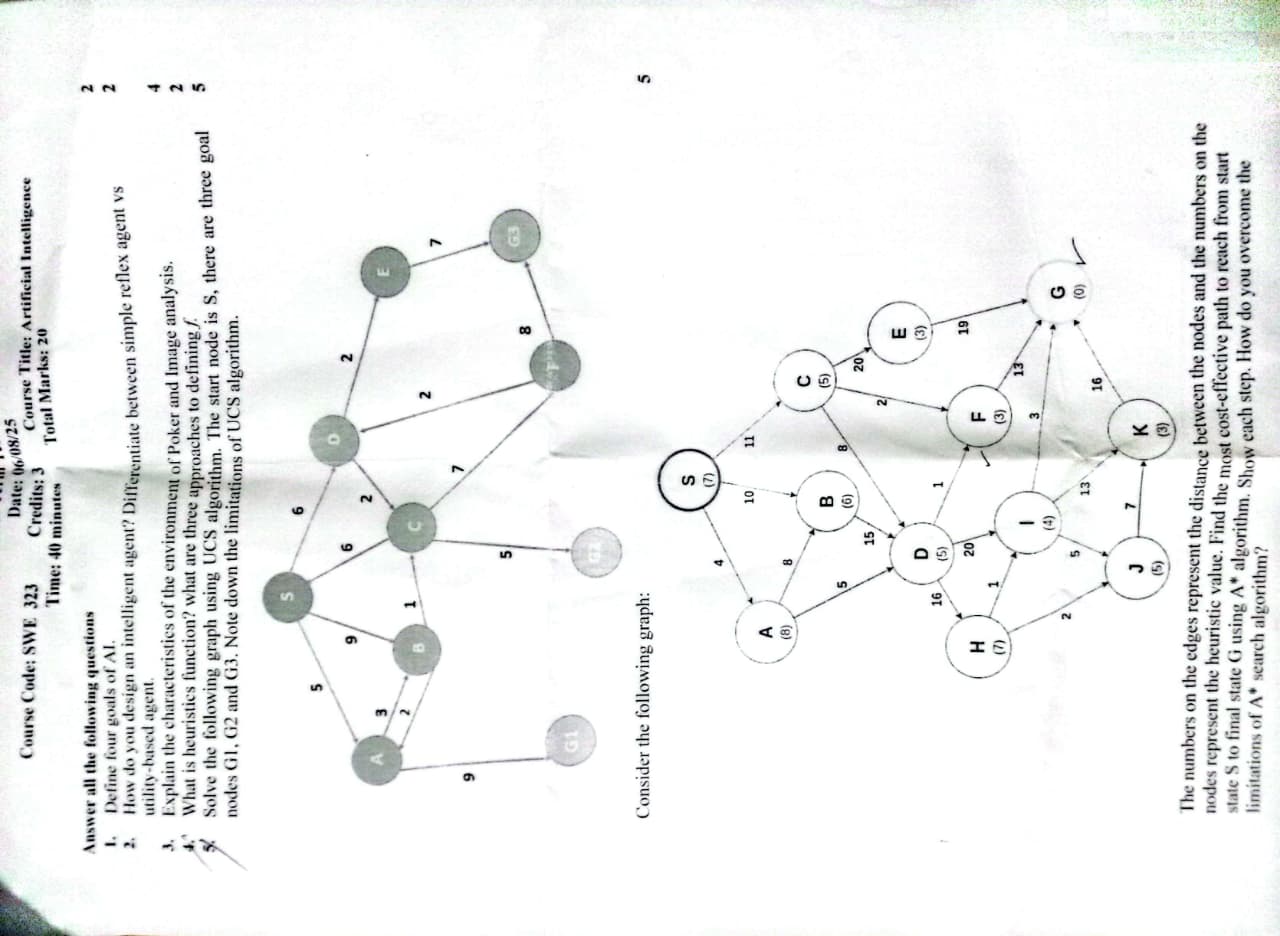 Date: 06/08/25
Course Code: SWE 323
Credits: 3
Course Title: Artificial Intelligence
Time: 40 minutes
Total Marks: 20
Answer all the following questions
1. Define four goals of AI. 2
2. How do you design an intelligent agent? Differentiate between simple reflex agent vs 2
utility-based agent.
3. Explain the characteristics of the environment of Poker and Image analysis. 4
4. What is heuristics function? what are three approaches to defining f. 2
5. Solve the following graph using UCS algorithm. The start node is S, there are three goal 5
nodes G1, G2 and G3. Note down the limitations of UCS algorithm.
S
6
5
D
9
6
2
2
A
3
E
2
B
1
C
2
7
9
7
5
G3
8
F
G1
G2
Consider the following graph: 5
S
(7)
4
10
11
A
(8)
8
C
(5)
B
(6)
5
8
15
20
2
E
(3)
D
(5)
16
1
19
20
H
(7)
F
(3)
1
13
I
(4)
3
G
(0)
2
5
13
16
J
(5)
7
K
(3)
The numbers on the edges represent the distance between the nodes and the numbers on the
nodes represent the heuristic value. Find the most cost-effective path to reach from start
state S to final state G using A* algorithm. Show each step. How do you overcome the
limitations of A* search algorithm?